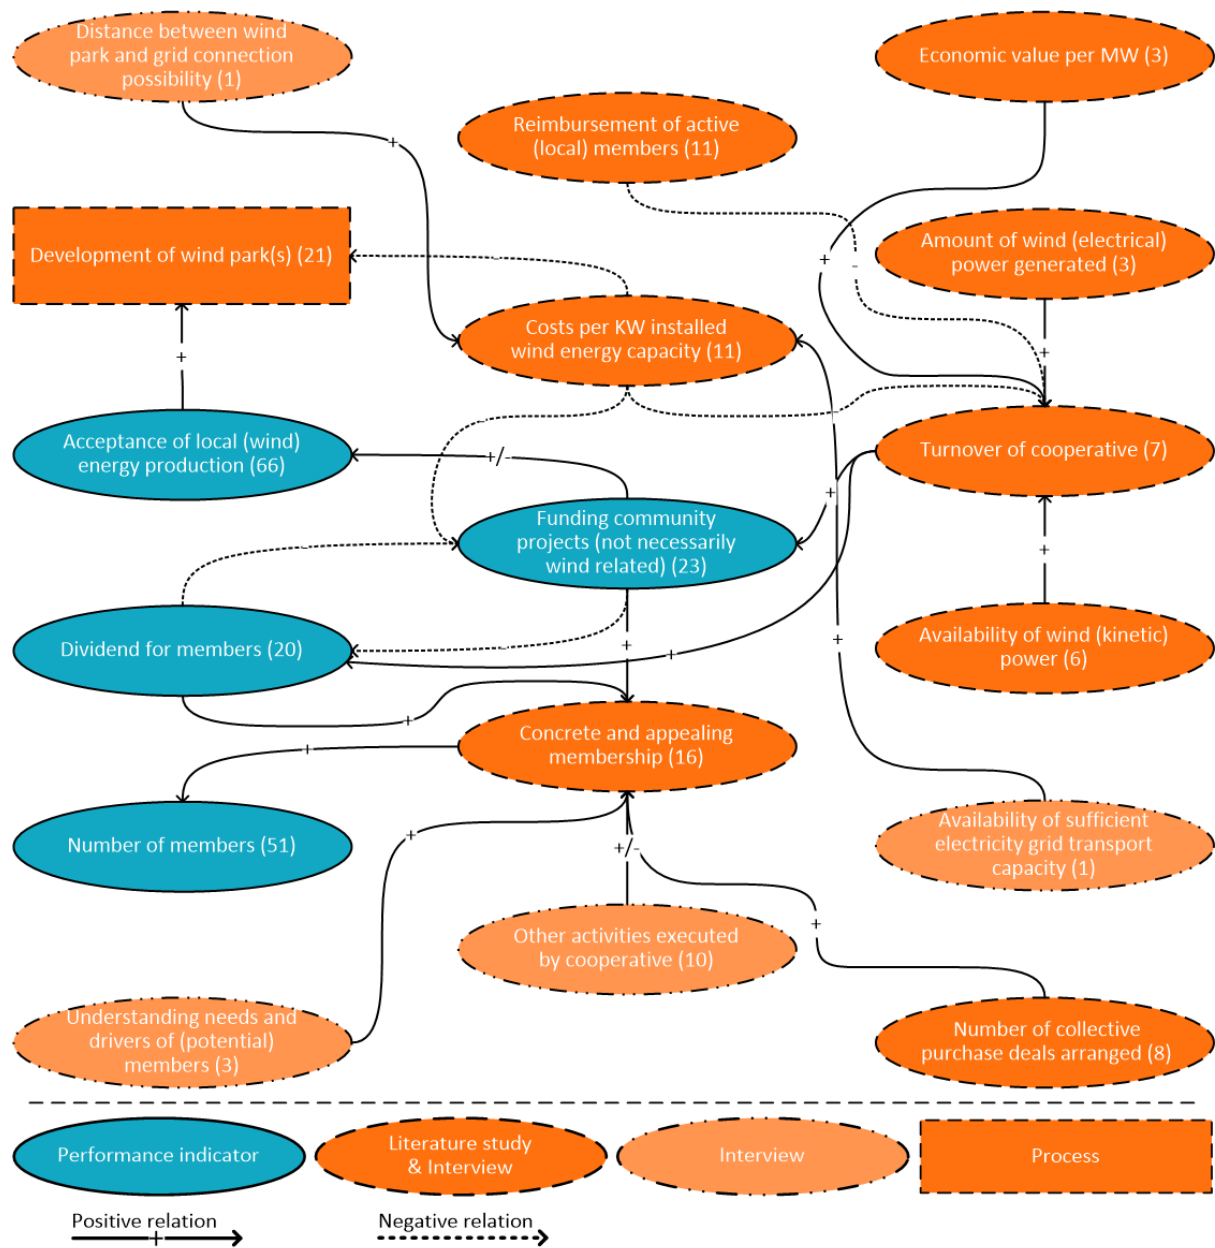 Distance between wind
park and grid connection
possibility (1)
Economic value per MW (3)
Reimbursement of active
(local) members (11)
+
Development of wind park(s) (21)
-
+
-
Amount of wind (electrical)
power generated (3)
Costs per KW installed
wind energy capacity (11)
+
+
Acceptance of local (wind)
energy production (66)
+/-
-
-
Turnover of cooperative (7)
+
Funding community
projects (not necessarily
wind related) (23)
-
+
Dividend for members (20)
-
+
+
+
Availability of wind (kinetic)
power (6)
+
Concrete and appealing
membership (16)
+
Number of members (51)
+
+/-
Availability of sufficient
electricity grid transport
capacity (1)
Other activities executed
by cooperative (10)
+
Understanding needs and
drivers of (potential)
members (3)
Number of collective
purchase deals arranged (8)
Performance indicator
Literature study
& Interview
Interview
Process
Positive relation
+
Negative relation